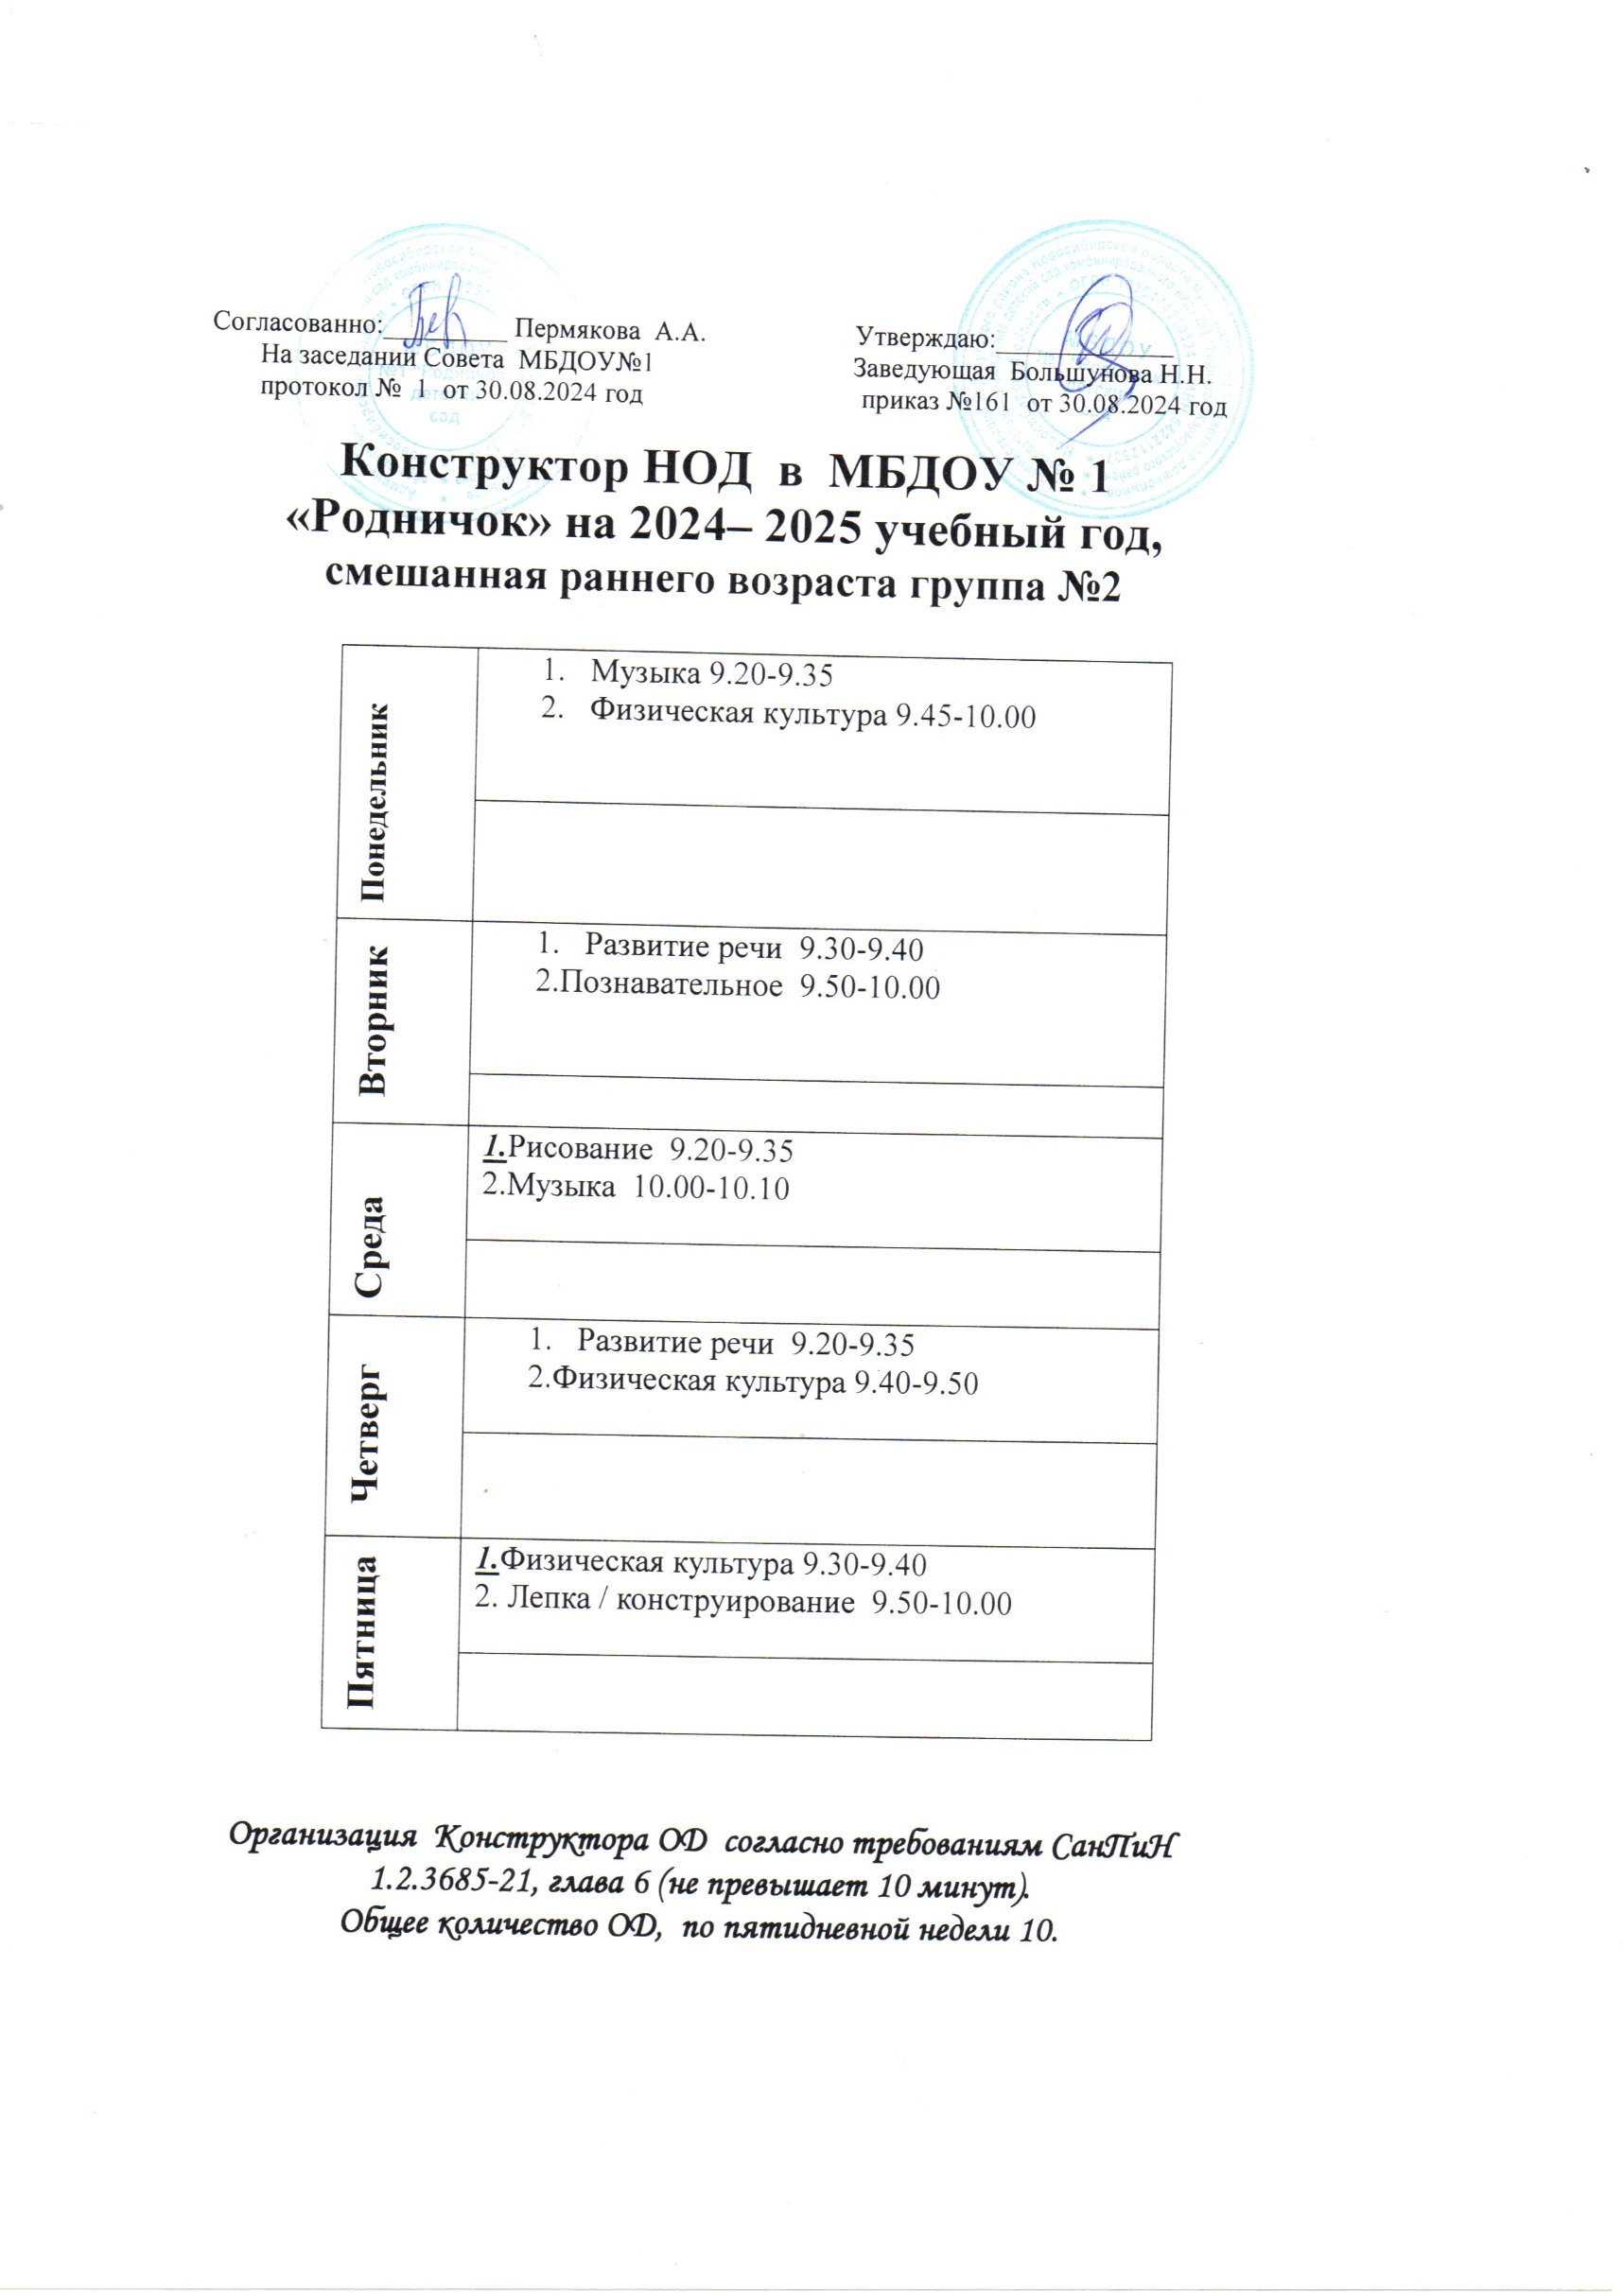 Согласованно:_________ Пермякова А.А.
На заседании Совета МБДОУ№1
протокол № 1 от 30.08.2024 год
Утверждаю:_____________
Заведующая Большунова Н.Н.
приказ №161 от 30.08.2024 год
Конструктор НОД в МБДОУ № 1
«Родничок» на 2024– 2025 учебный год,
смешанная раннего возраста группа №2
Понедельник
1. Музыка 9.20-9.35
2. Физическая культура 9.45-10.00
Вторник
1. Развитие речи 9.30-9.40
2.Познавательное 9.50-10.00
Среда
1.Рисование 9.20-9.35
2.Музыка 10.00-10.10
Четверг
1. Развитие речи 9.20-9.35
2.Физическая культура 9.40-9.50
Пятница
1.Физическая культура 9.30-9.40
2. Лепка / конструирование 9.50-10.00
Организация Конструктора ОД согласно требованиям СанПиН
1.2.3685-21, глава 6 (не превышает 10 минут).
Общее количество ОД, по пятидневной недели 10.